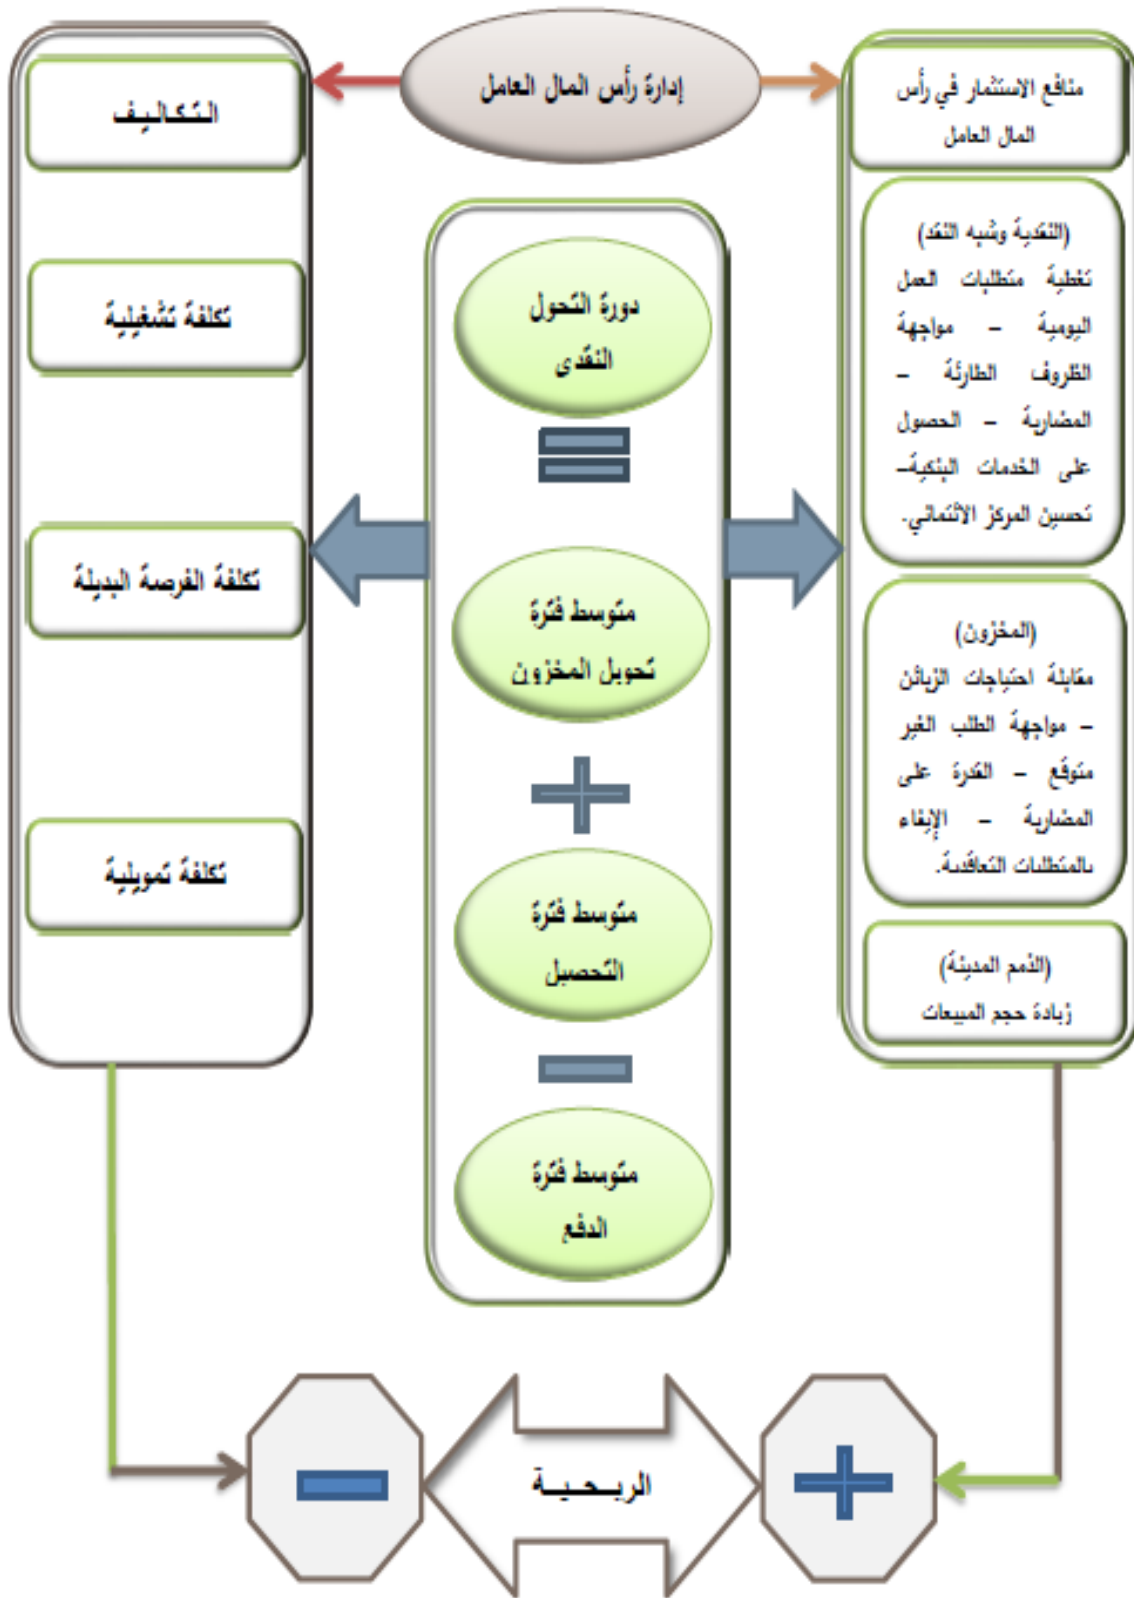 إدارة رأس المال العامل
منافع الاستثمار في رأس
المال العامل
(النقدية وشبه النقد)
تغطية متطلبات العمل
اليومية – مواجهة
الظروف الطارئة –
المضاربة – الحصول
على الخدمات البنكية–
تحسين المركز الائتماني.
(المخزون)
مقابلة احتياجات الزبائن
– مواجهة الطلب الغير
متوقع – القدرة على
المضاربة – الإيفاء
بالمتطلبات التعاقدية.
(الذمم المدينة)
زيادة حجم المبيعات
دورة التحول
النقدى
متوسط فترة
تحويل المخزون
متوسط فترة
التحصيل
متوسط فترة
الدفع
التكاليف
تكلفة تشغيلية
تكلفة الفرصة البديلة
تكلفة تمويلية
الربحية